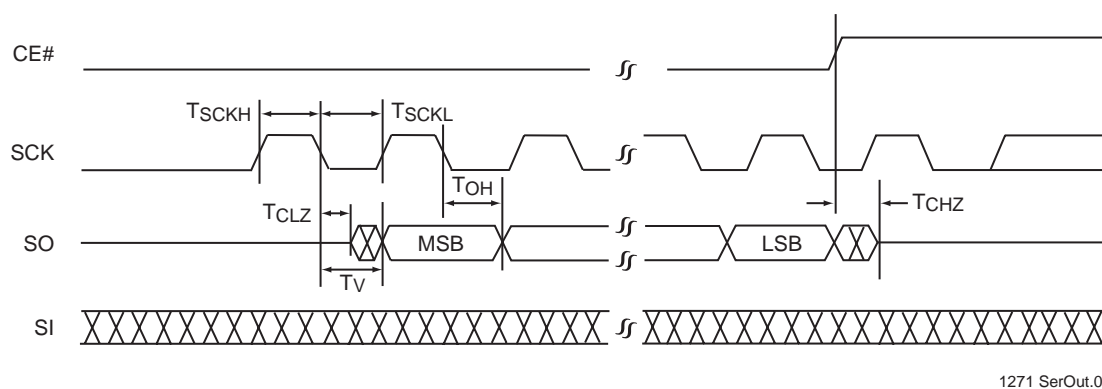 CE#
TSCKH
TSCKL
SCK
TOH
TCLZ
TCHZ
SO
MSB
LSB
TV
SI
1271 SerOut.0